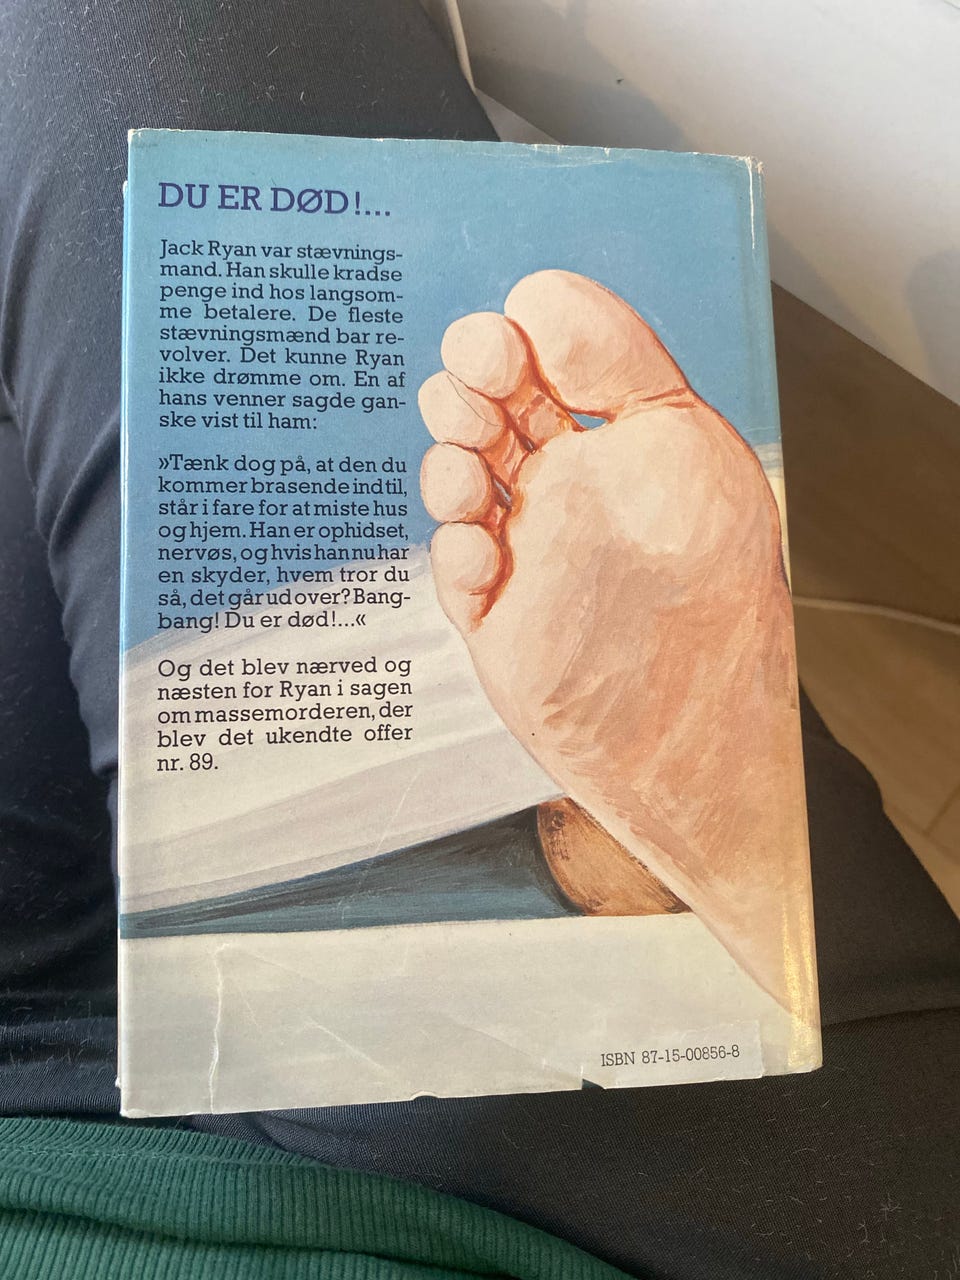 DU ER DØD!...
Jack Ryan var stævnings-
mand. Han skulle kradse
penge ind hos langsom-
me betalere. De fleste
stævningsmænd bar re-
volver. Det kunne Ryan
ikke drømme om. En af
hans venner sagde gan-
ske vist til ham:
»Tænk dog på, at den du
kommer brasende ind til,
står i fare for at miste hus
og hjem. Han er ophidset,
nervøs, og hvis han nu har
en skyder, hvem tror du
så, det går ud over? Bang-
bang! Du er død!...«
Og det blev nærved og
næsten for Ryan i sagen
om massemorderen, der
blev det ukendte offer
nr. 89.
ISBN 87-15-00856-8